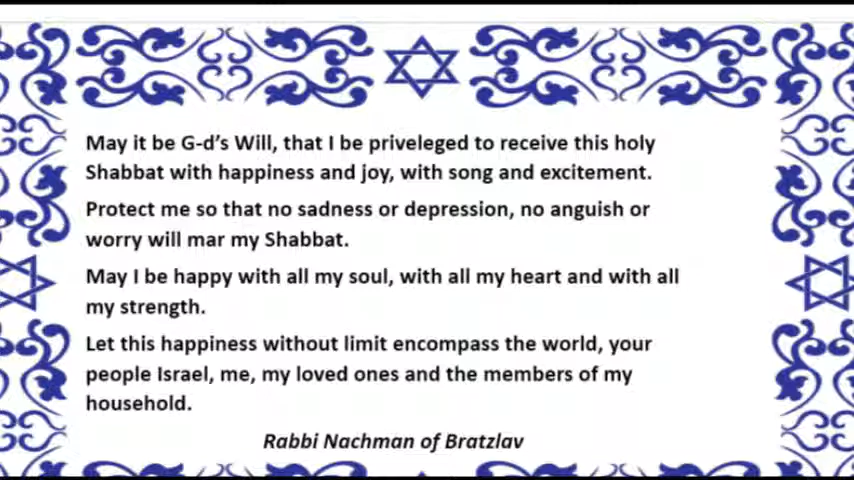 May it be G-d's Will, that I be priveleged to receive this holy
Shabbat with happiness and joy, with song and excitement.
Protect me so that no sadness or depression, no anguish or
worry will mar my Shabbat.
May I be happy with all my soul, with all my heart and with all
my strength.
Let this happiness without limit encompass the world, your
people Israel, me, my loved ones and the members of my
household.
Rabbi Nachman of Bratzlav